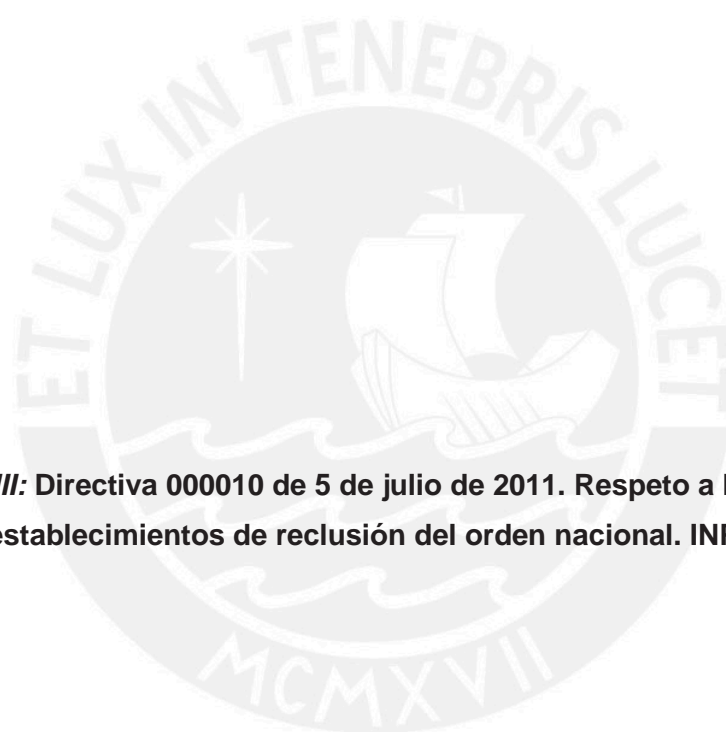 ET LUX IN TENEBRIS LUCET
III: Directiva 000010 de 5 de julio de 2011. Respeto a
establecimientos de reclusión del orden nacional.
MCMXVII